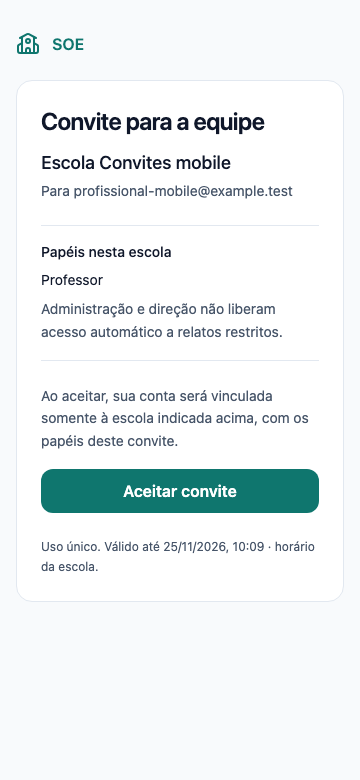 SOE
Convite para a equipe
Escola Convites mobile
Para profissional-mobile@example.test
Papéis nesta escola
Professor
Administração e direção não liberam
acesso automático a relatos restritos.
Ao aceitar, sua conta será vinculada
somente à escola indicada acima, com os
papéis deste convite.
Aceitar convite
Uso único. Válido até 25/11/2026, 10:09 · horário
da escola.